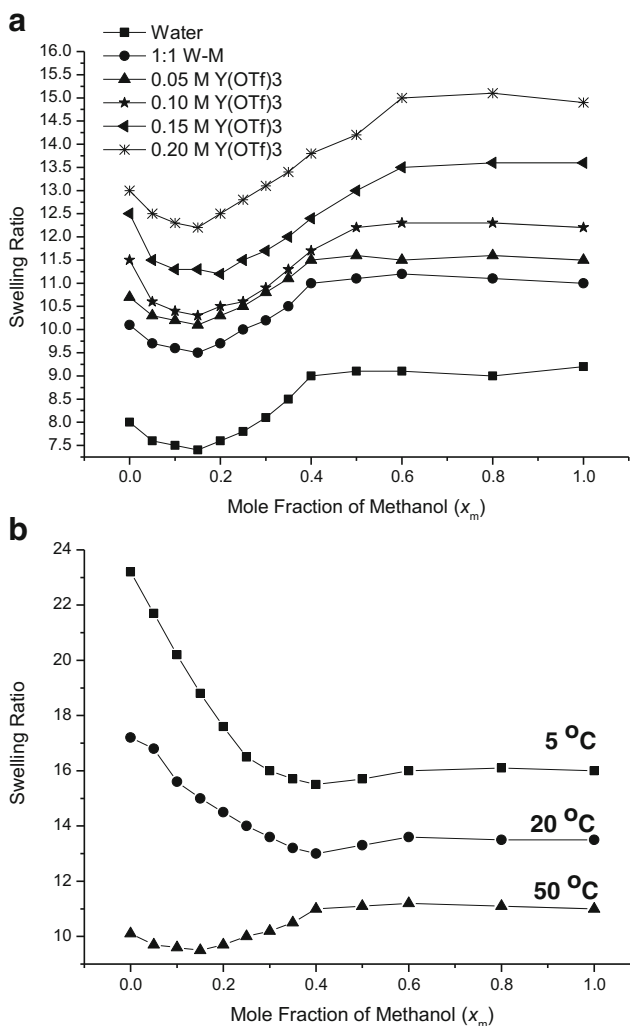 a
Water
1:1 W-M
0.05 M Y(OTf)3
0.10 M Y(OTf)3
0.15 M Y(OTf)3
0.20 M Y(OTf)3
16.0
15.5
15.0
14.5
14.0
13.5
13.0
12.5
12.0
11.5
11.0
10.5
10.0
9.5
9.0
8.5
8.0
7.5
Swelling Ratio
0.0 0.2 0.4 0.6 0.8 1.0
Mole Fraction of Methanol (xm)
b
24
22
20
18
16
14
12
10
Swelling Ratio
5 °C
20 °C
50 °C
0.0 0.2 0.4 0.6 0.8 1.0
Mole Fraction of Methanol (xm)